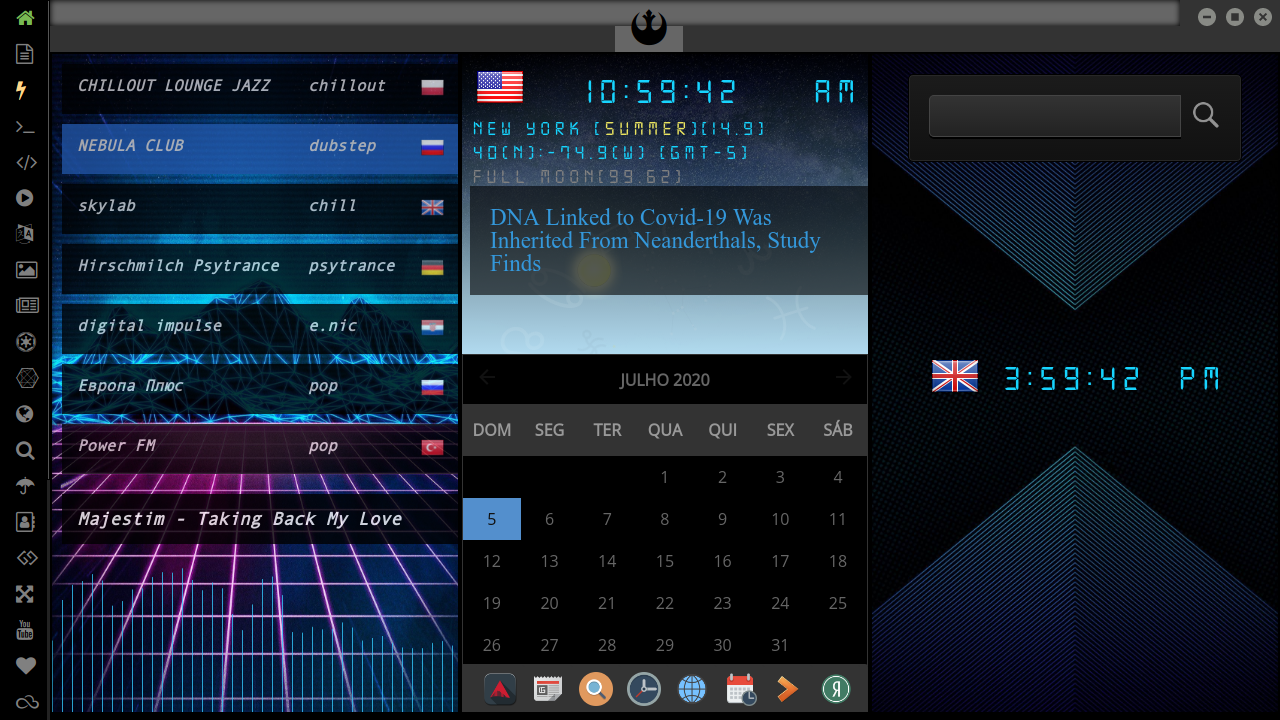 CHILLOUT LOUNGE JAZZ chillout
NEBULA CLUB dubstep
skylab chill
Hirschmilch Psytrance psytrance
digital impulse e.nic
Европа Плюс pop
Power FM pop
Majestim - Taking Back My Love
10:59:42 AM
NEW YORK (SUMMER)(14.9)
40(N):-74.9(W) (GMT-5)
FULL MOON(99.62)
DNA Linked to Covid-19 Was
Inherited From Neanderthals, Study
Finds
JULHO 2020
DOM SEG TER QUA QUI SEX SÁB
1 2 3 4
5 6 7 8 9 10 11
12 13 14 15 16 17 18
19 20 21 22 23 24 25
26 27 28 29 30 31
3:59:42 PM
You
Tube
Я